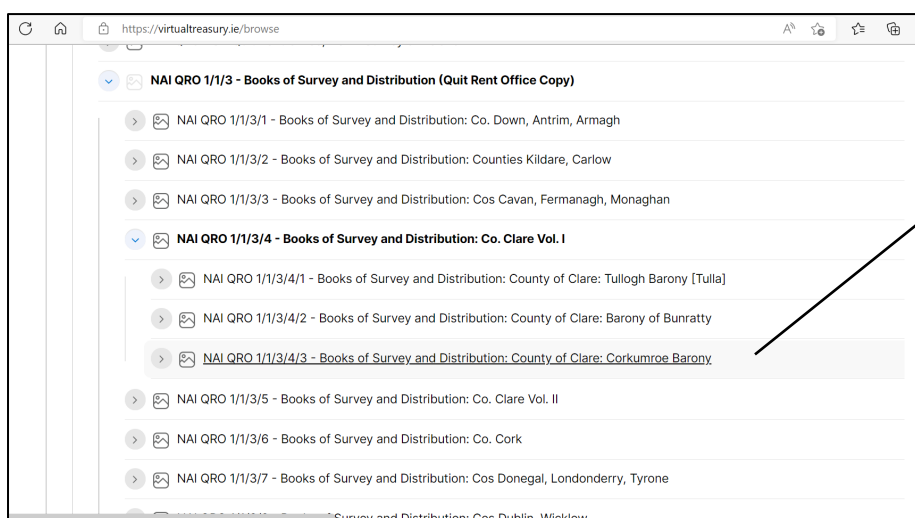 https://virtualtreasury.ie/browse
NAI QRO 1/1/3 - Books of Survey and Distribution (Quit Rent Office Copy)
NAI QRO 1/1/3/1 - Books of Survey and Distribution: Co. Down, Antrim, Armagh
NAI QRO 1/1/3/2 - Books of Survey and Distribution: Counties Kildare, Carlow
NAI QRO 1/1/3/3 - Books of Survey and Distribution: Cos Cavan, Fermanagh, Monaghan
NAI QRO 1/1/3/4 - Books of Survey and Distribution: Co. Clare Vol. I
NAI QRO 1/1/3/4/1 - Books of Survey and Distribution: County of Clare: Tullogh Barony [Tulla]
NAI QRO 1/1/3/4/2 - Books of Survey and Distribution: County of Clare: Barony of Bunratty
NAI QRO 1/1/3/4/3 - Books of Survey and Distribution: County of Clare: Corkumroe Barony
NAI QRO 1/1/3/5 - Books of Survey and Distribution: Co. Clare Vol. II
NAI QRO 1/1/3/6 - Books of Survey and Distribution: Co. Cork
NAI QRO 1/1/3/7 - Books of Survey and Distribution: Cos Donegal, Londonderry, Tyrone
Survey and Distribution: Cos Dublin, Wicklow